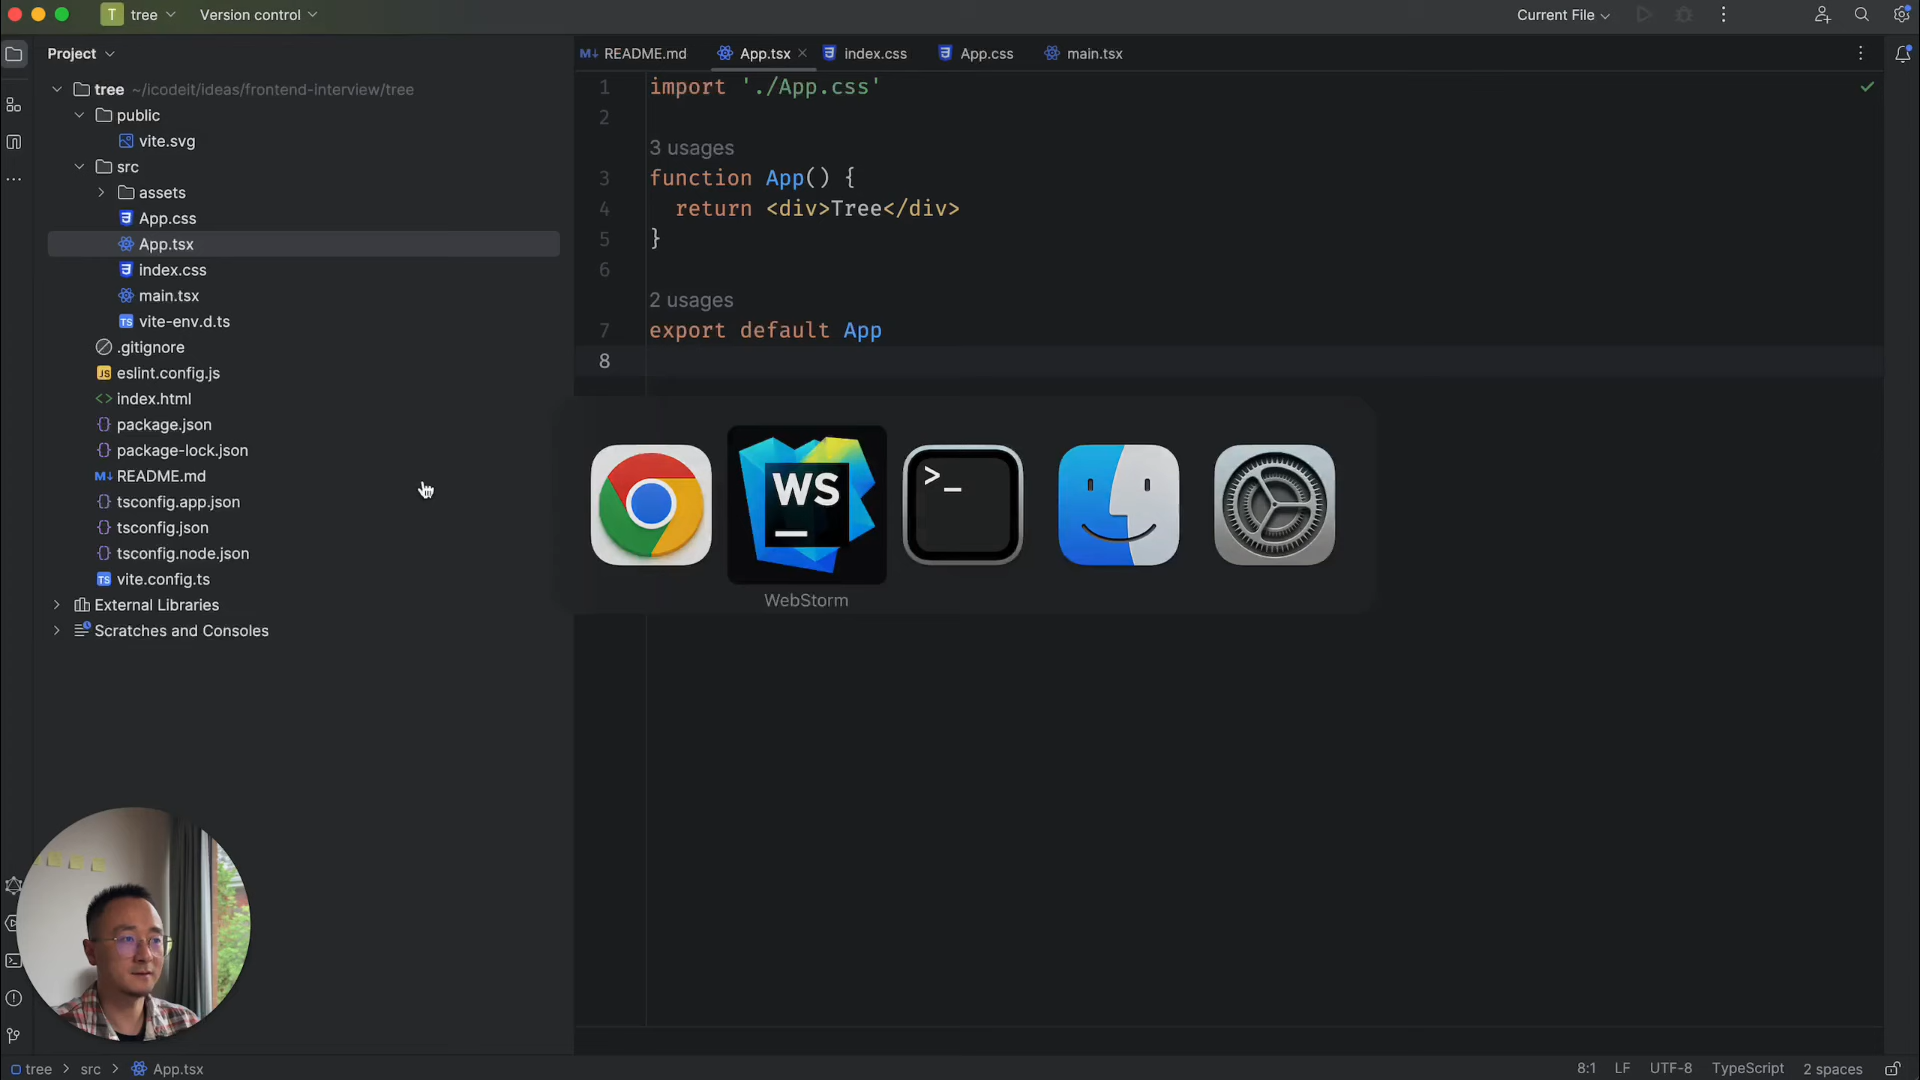 T tree Version control
Current File
Project
README.md App.tsx index.css App.css main.tsx
tree ~/icodeit/ideas/frontend-interview/tree
public
vite.svg
src
assets
App.css
App.tsx
index.css
main.tsx
TS vite-env.d.ts
.gitignore
JS eslint.config.js
<> index.html
{} package.json
{} package-lock.json
M↓ README.md
{} tsconfig.app.json
{} tsconfig.json
{} tsconfig.node.json
TS vite.config.ts
External Libraries
Scratches and Consoles
1 import './App.css'
2
3 usages
3 function App() {
4 return <div>Tree</div>
5 }
6
2 usages
7 export default App
8
WS
>_
WebStorm
tree > src > App.tsx
8:1 LF UTF-8 TypeScript 2 spaces